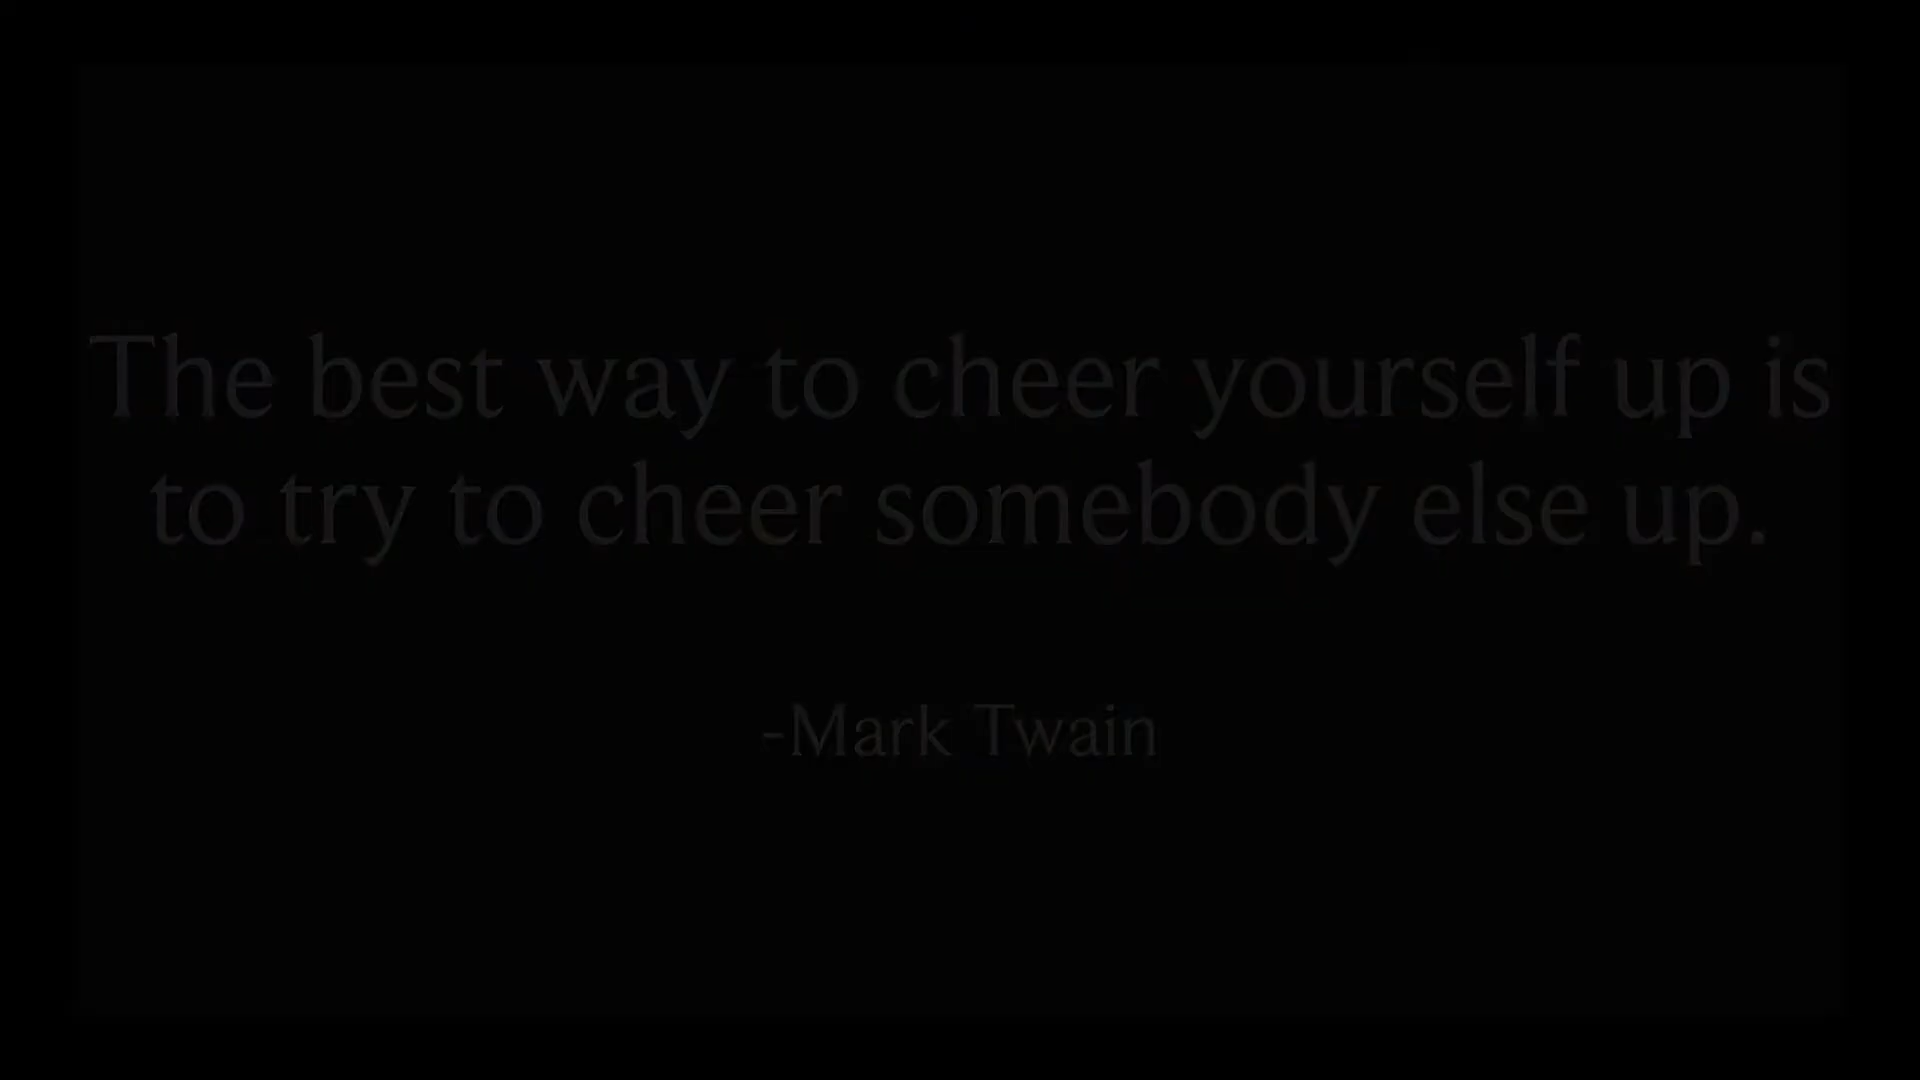 The best way to cheer yourself up is
to try to cheer somebody else up.
-Mark Twain